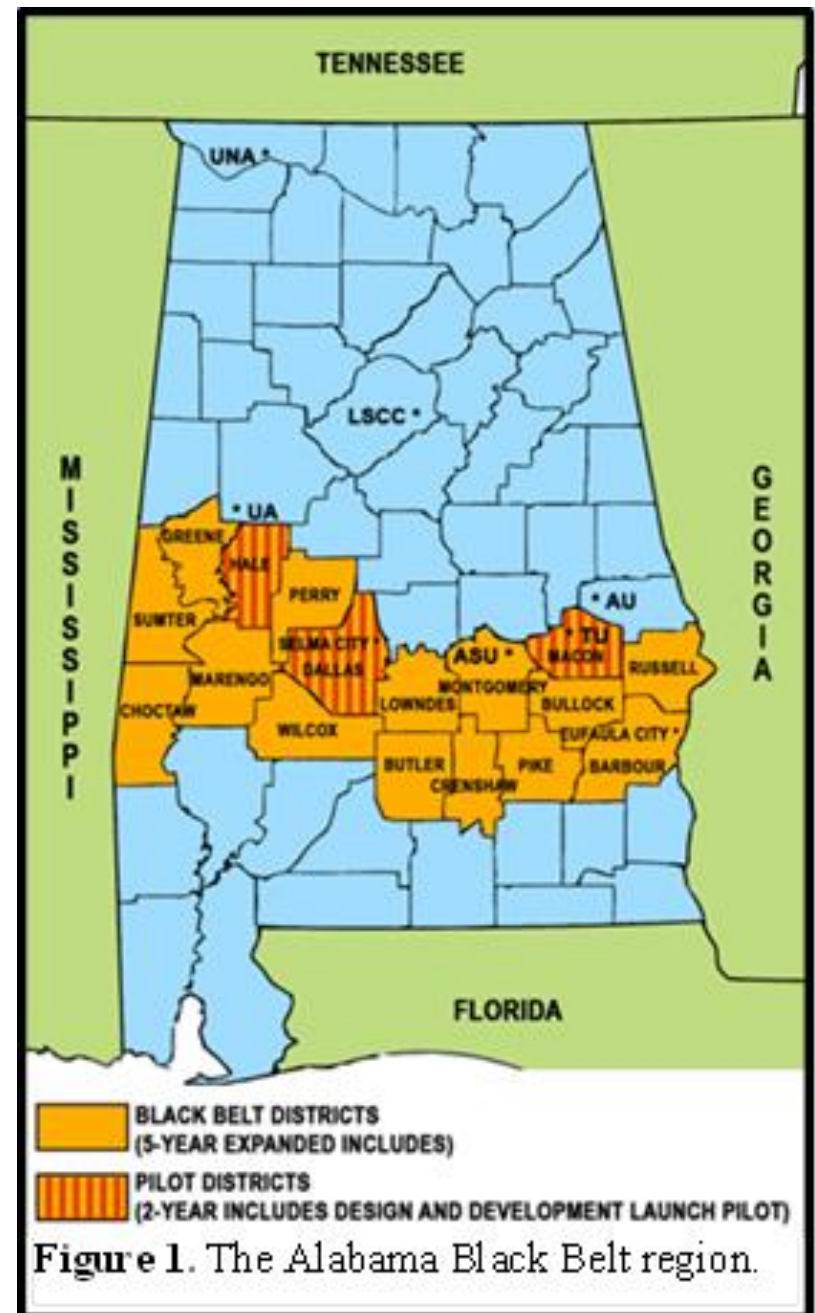 TENNESSEE
UNA *
LSCC *
MISSISSIPPI
GEORGIA
* UA
GREENE
HALE
PERRY
* AU
SUMTER
SELMA CITY *
DALLAS
ASU *
* TU
MACON
RUSSELL
MARENGO
MONTGOMERY
CHOCTAW
LOWNDES
BULLOCK
WILCOX
EUFAULA CITY *
BUTLER
PIKE
BARBOUR
CRENSHAW
FLORIDA
BLACK BELT DISTRICTS
(5-YEAR EXPANDED INCLUDES)
PILOT DISTRICTS
(2-YEAR INCLUDES DESIGN AND DEVELOPMENT LAUNCH PILOT)
Figure 1. The Alabama Black Belt region.